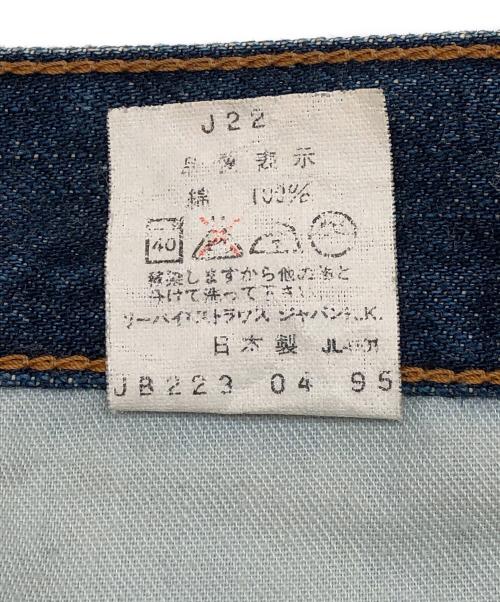 J22
品質表示
綿 100%
40
移染しますから他の物と
分けて洗って下さい
リーバイ ストラウス ジャパンK.K.
日本製
JB223 04 95